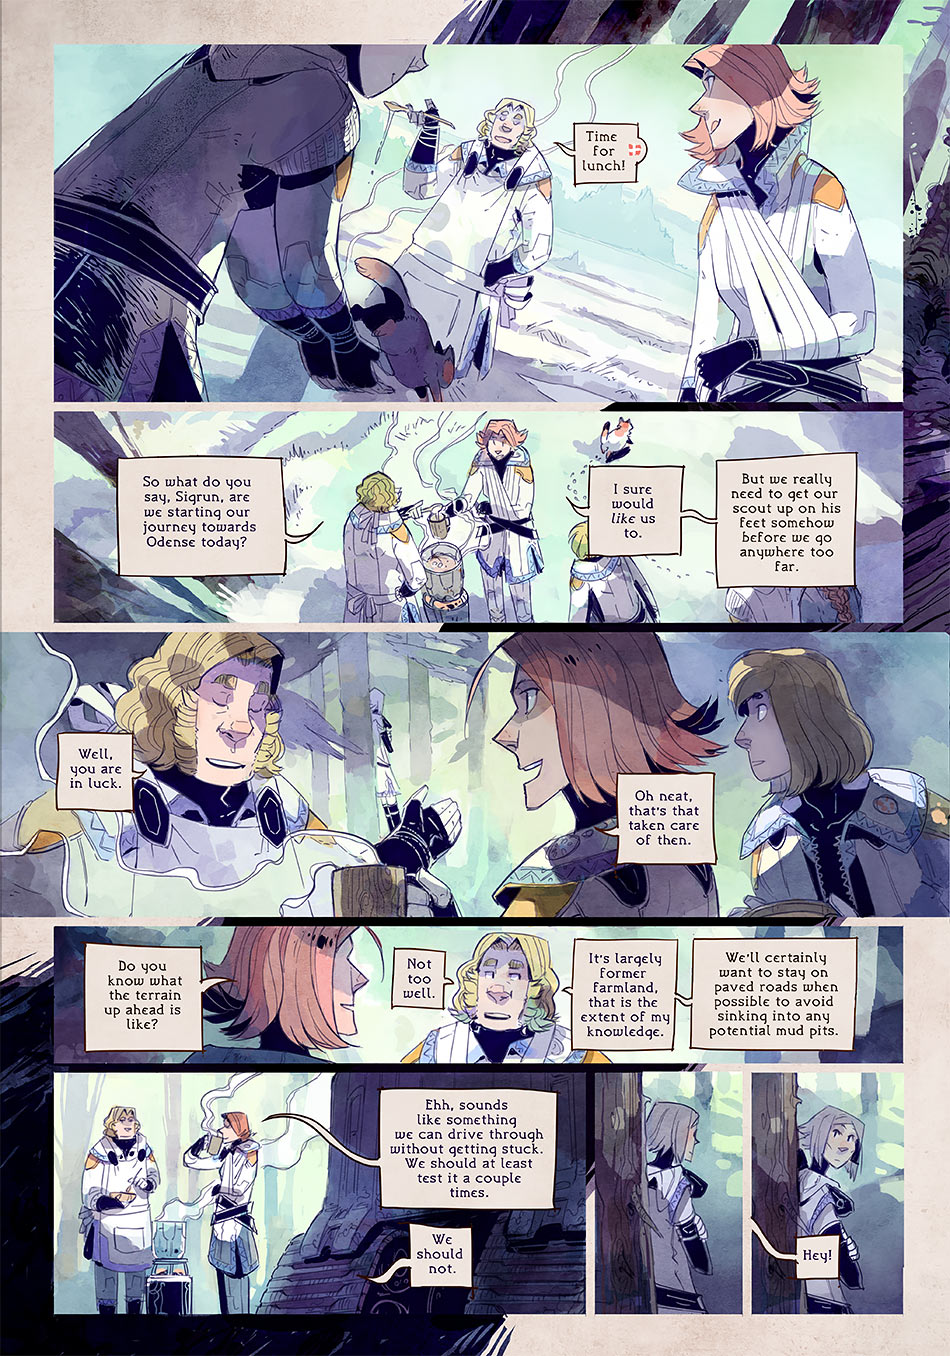 Time
for
lunch!
So what do you
say, Sigrun, are
we starting our
journey towards
Odense today?
I sure
would
like us
to.
But we really
need to get our
scout up on his
feet somehow
before we go
anywhere too
far.
Well,
you are
in luck.
Oh neat,
that's that
taken care
of then.
Do you
know what
the terrain
up ahead is
like?
Not
too
well.
It's largely
former
farmland,
that is the
extent of my
knowledge.
We'll certainly
want to stay on
paved roads when
possible to avoid
sinking into any
potential mud pits.
Ehh, sounds
like something
we can drive through
without getting stuck.
We should at least
test it a couple
times.
We
should
not.
Hey!